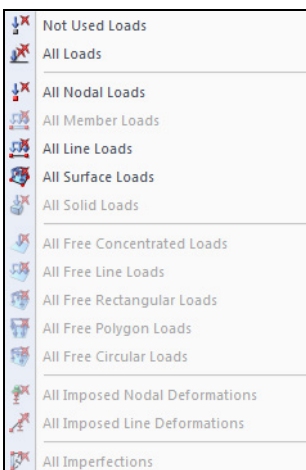 Not Used Loads
All Loads
All Nodal Loads
All Member Loads
All Line Loads
All Surface Loads
All Solid Loads
All Free Concentrated Loads
All Free Line Loads
All Free Rectangular Loads
All Free Polygon Loads
All Free Circular Loads
All Imposed Nodal Deformations
All Imposed Line Deformations
All Imperfections